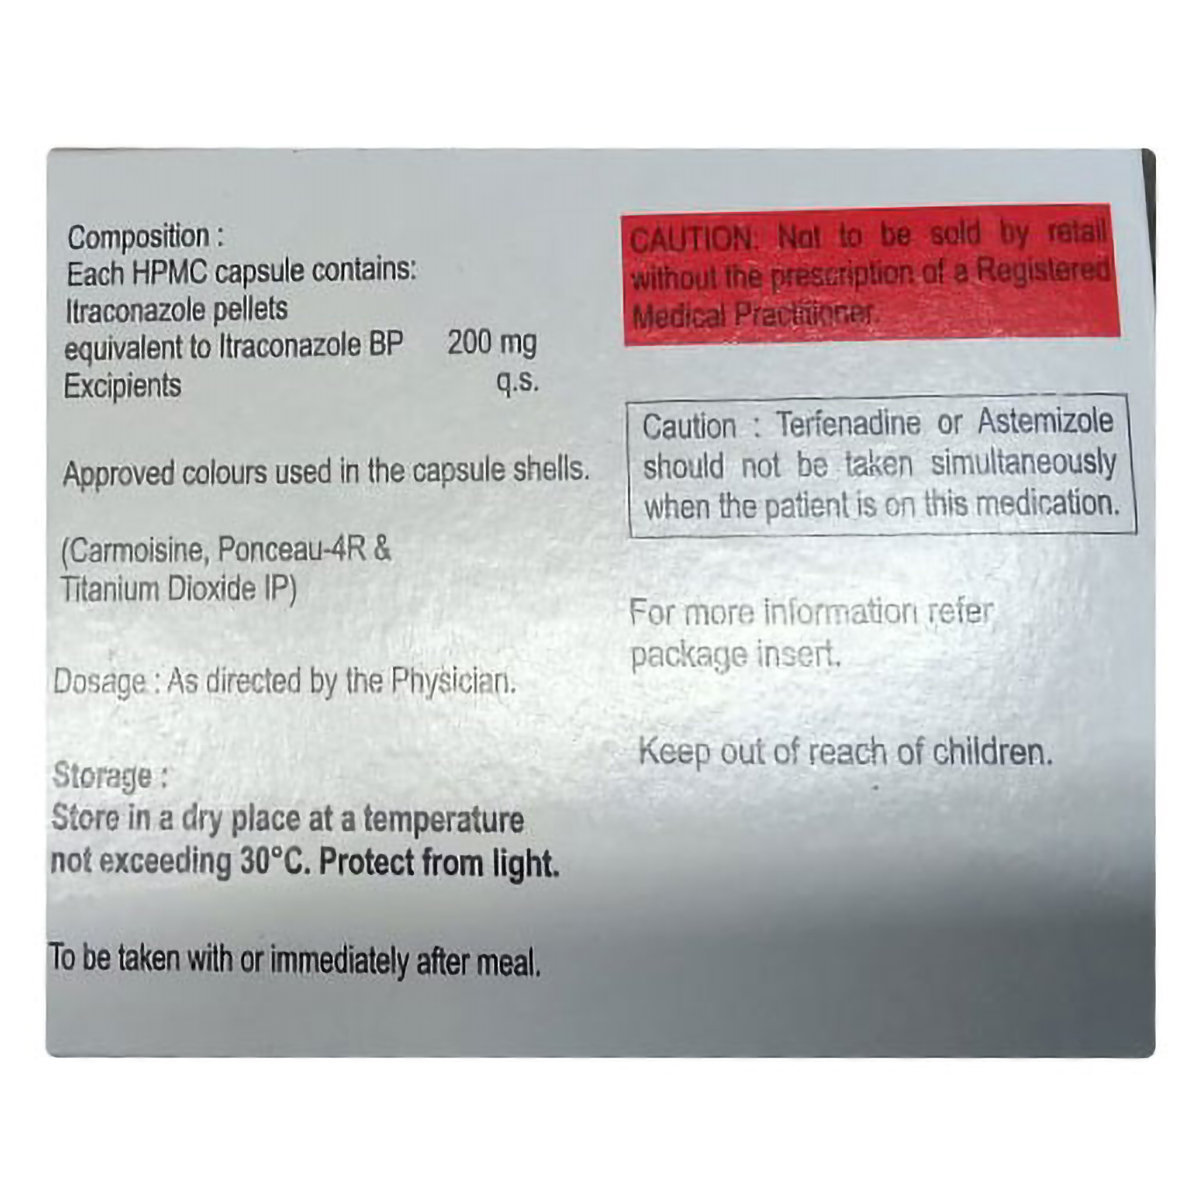 Composition :
Each HPMC capsule contains:
Itraconazole pellets
equivalent to Itraconazole BP 200 mg
Excipients q.s.
Approved colours used in the capsule shells.
(Carmoisine, Ponceau-4R &
Titanium Dioxide IP)
Dosage : As directed by the Physician.
Storage :
Store in a dry place at a temperature
not exceeding 30°C. Protect from light.
To be taken with or immediately after meal.
CAUTION: Not to be sold by retail
without the prescription of a Registered
Medical Practitioner.
Caution : Terfenadine or Astemizole
should not be taken simultaneously
when the patient is on this medication.
For more information refer
package insert.
Keep out of reach of children.